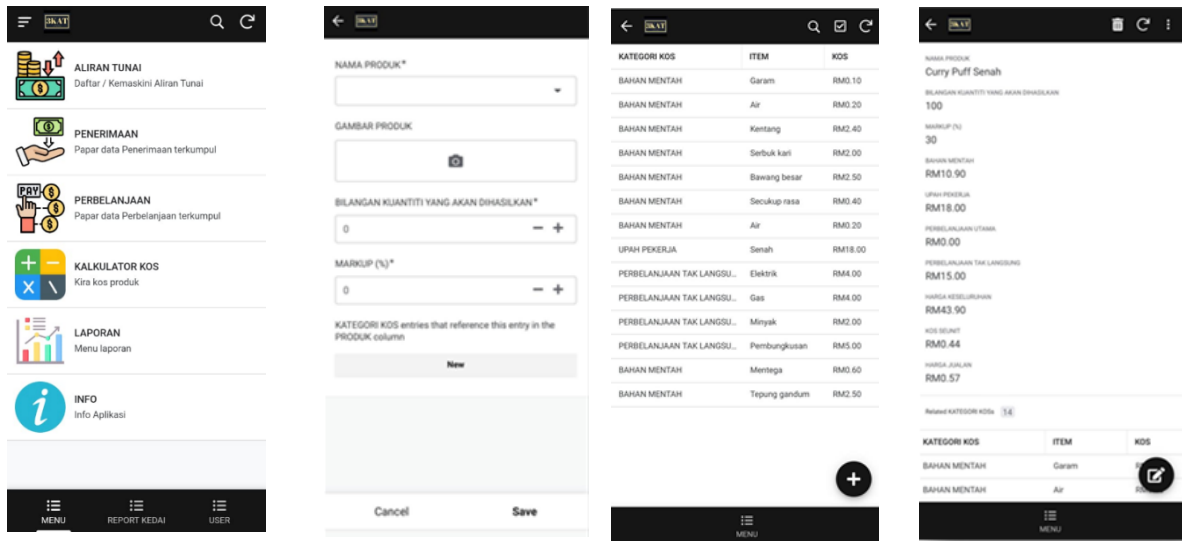 3KAT
ALIRAN TUNAI
Daftar / Kemaskini Aliran Tunai
PENERIMAAN
Papar data Penerimaan terkumpul
PAY
PERBELANJAAN
Papar data Perbelanjaan terkumpul
KALKULATOR KOS
Kira kos produk
LAPORAN
Menu laporan
INFO
Info Aplikasi
MENU REPORT KEDAI USER
3KAT
NAMA PRODUK*
GAMBAR PRODUK
BILANGAN KUANTITI YANG AKAN DIHASILKAN*
0
MARKUP (%)*
0
KATEGORI KOS entries that reference this entry in the
PRODUK column
New
Cancel Save
3KAT
KATEGORI KOS ITEM KOS
BAHAN MENTAH Garam RM0.10
BAHAN MENTAH Air RM0.20
BAHAN MENTAH Kentang RM2.40
BAHAN MENTAH Serbuk kari RM2.00
BAHAN MENTAH Bawang besar RM2.50
BAHAN MENTAH Secukup rasa RM0.40
BAHAN MENTAH Air RM0.20
UPAH PEKERJA Senah RM18.00
PERBELANJAAN TAK LANGSU... Elektrik RM4.00
PERBELANJAAN TAK LANGSU... Gas RM4.00
PERBELANJAAN TAK LANGSU... Minyak RM2.00
PERBELANJAAN TAK LANGSU... Pembungkusan RM5.00
BAHAN MENTAH Mentega RM0.60
BAHAN MENTAH Tepung gandum RM2.50
MENU
3KAT
NAMA PRODUK
Curry Puff Senah
BILANGAN KUANTITI YANG AKAN DIHASILKAN
100
MARKUP (%)
30
BAHAN MENTAH
RM10.90
UPAH PEKERJA
RM18.00
PERBELANJAAN UTAMA
RM0.00
PERBELANJAAN TAK LANGSUNG
RM15.00
HARGA KESELURUHAN
RM43.90
KOS SEUNIT
RM0.44
HARGA JUALAN
RM0.57
Related KATEGORI KOSs 14
KATEGORI KOS ITEM KOS
BAHAN MENTAH Garam
BAHAN MENTAH Air
MENU